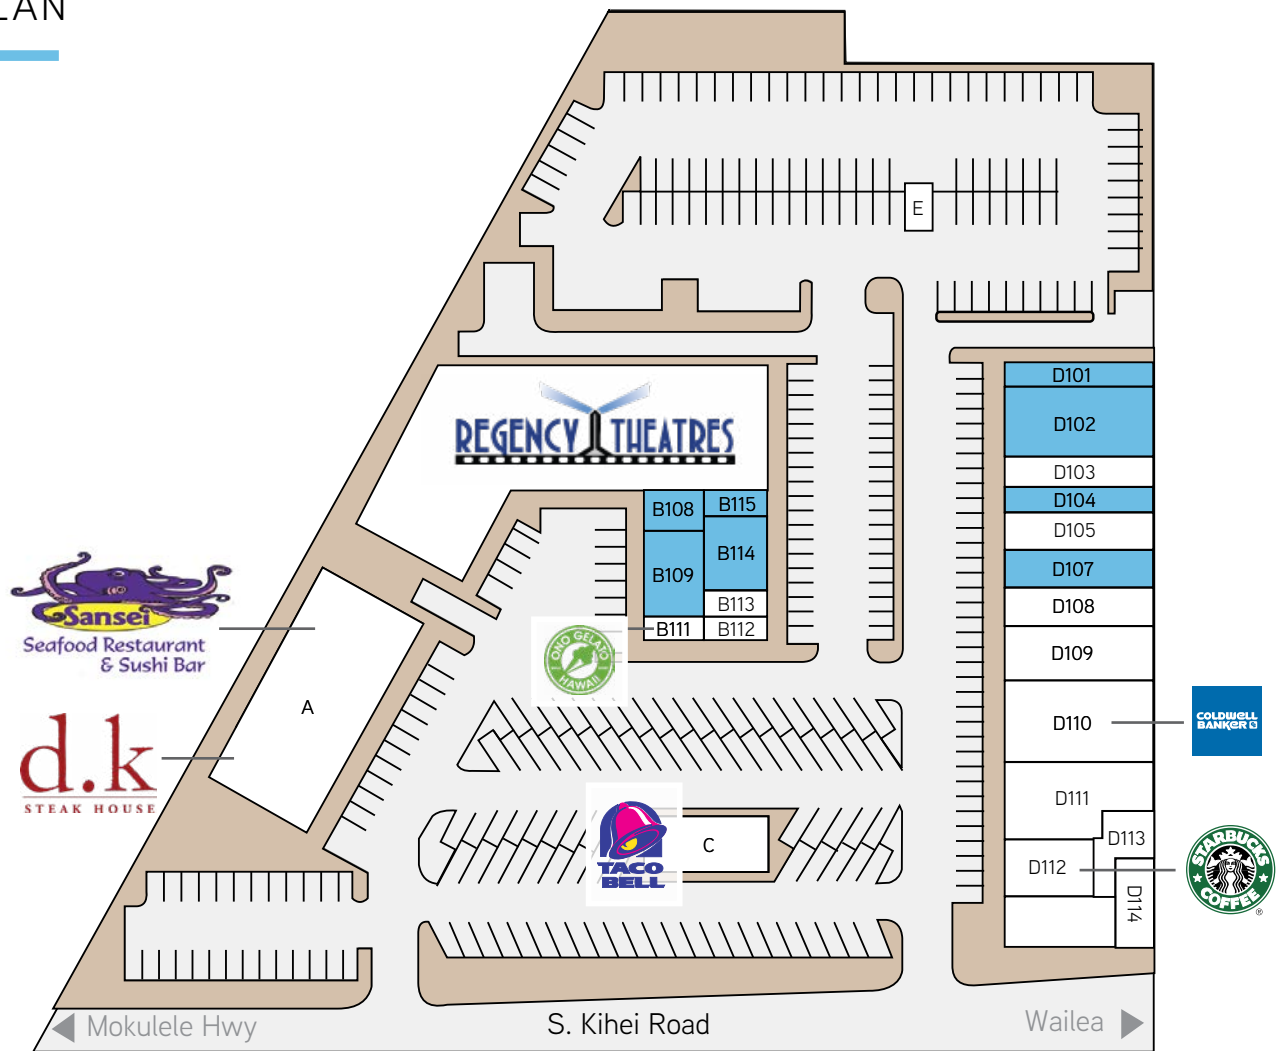 LAN
E
D101
D102
D103
D104
D105
D107
D108
D109
D110
D111
D113
D112
D114
REGENCY THEATRES
B108
B115
B114
B109
B113
B111
B112
ONO GELATO
HAWAII
Sansei
Seafood Restaurant
& Sushi Bar
A
d.k
STEAK HOUSE
COLDWELL
BANKER
C
TACO
BELL
STARBUCKS
COFFEE
®
Mokulele Hwy
S. Kihei Road
Wailea